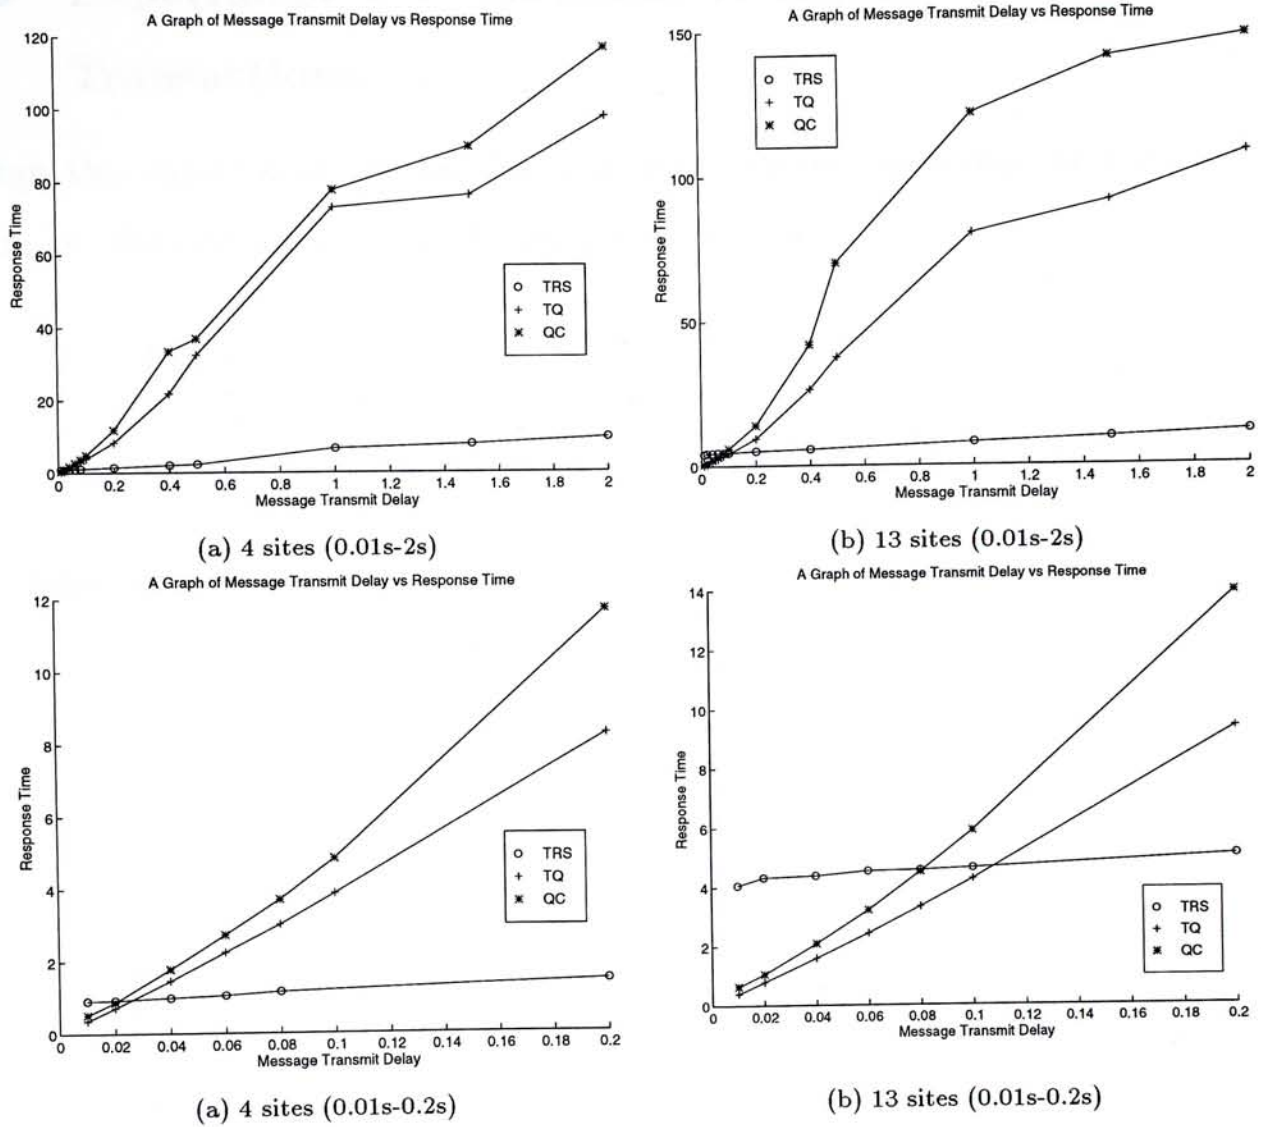 A Graph of Message Transmit Delay vs Response Time
120
100
80
60
40
20
0
Response Time
TRS
TQ
QC
0 0.2 0.4 0.6 0.8 1 1.2 1.4 1.6 1.8 2
Message Transmit Delay
(a) 4 sites (0.01s-2s)
A Graph of Message Transmit Delay vs Response Time
150
100
50
0
Response Time
TRS
TQ
QC
0 0.2 0.4 0.6 0.8 1 1.2 1.4 1.6 1.8 2
Message Transmit Delay
(b) 13 sites (0.01s-2s)
A Graph of Message Transmit Delay vs Response Time
12
10
8
6
4
2
0
Response Time
TRS
TQ
QC
0 0.02 0.04 0.06 0.08 0.1 0.12 0.14 0.16 0.18 0.2
Message Transmit Delay
(a) 4 sites (0.01s-0.2s)
A Graph of Message Transmit Delay vs Response Time
14
12
10
8
6
4
2
0
Response Time
TRS
TQ
QC
0 0.02 0.04 0.06 0.08 0.1 0.12 0.14 0.16 0.18 0.2
Message Transmit Delay
(b) 13 sites (0.01s-0.2s)